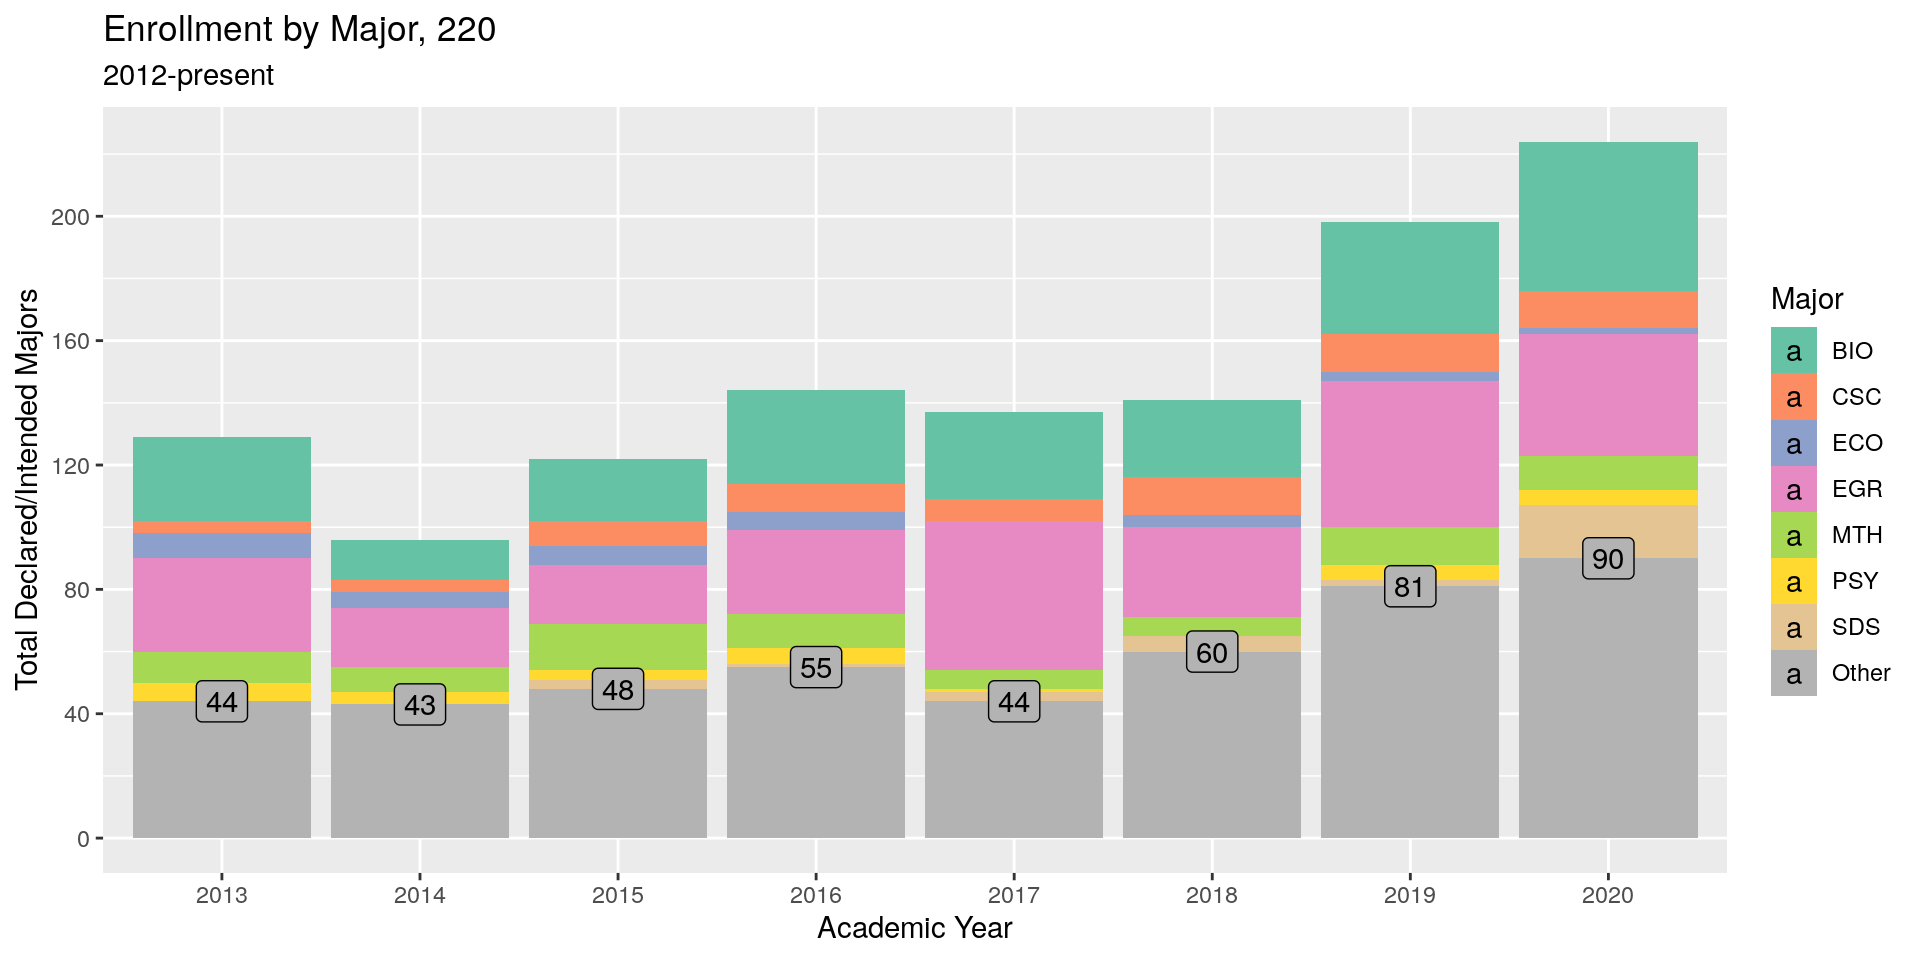 Enrollment by Major, 220
2012-present
Total Declared/Intended Majors
200
160
120
80
40
0
44
43
48
55
44
60
81
90
2013 2014 2015 2016 2017 2018 2019 2020
Academic Year
Major
a BIO
a CSC
a ECO
a EGR
a MTH
a PSY
a SDS
a Other